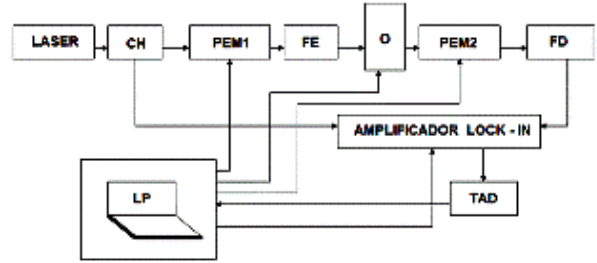 LASER
CH
PEM1
FE
O
PEM2
FD
AMPLIFICADOR LOCK - IN
LP
TAD